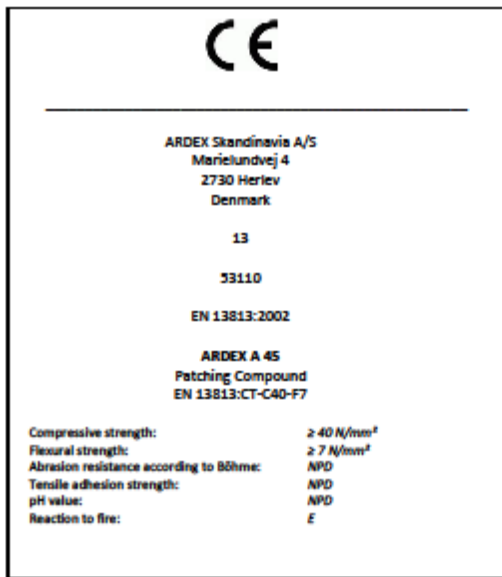 CE
ARDEX Skandinavia A/S
Marielundvej 4
2730 Herlev
Denmark
13
53110
EN 13813:2002
ARDEX A 45
Patching Compound
EN 13813:CT-C40-F7
Compressive strength: ≥ 40 N/mm²
Flexural strength: ≥ 7 N/mm²
Abrasion resistance according to Böhme: NPD
Tensile adhesion strength: NPD
pH value: NPD
Reaction to fire: E